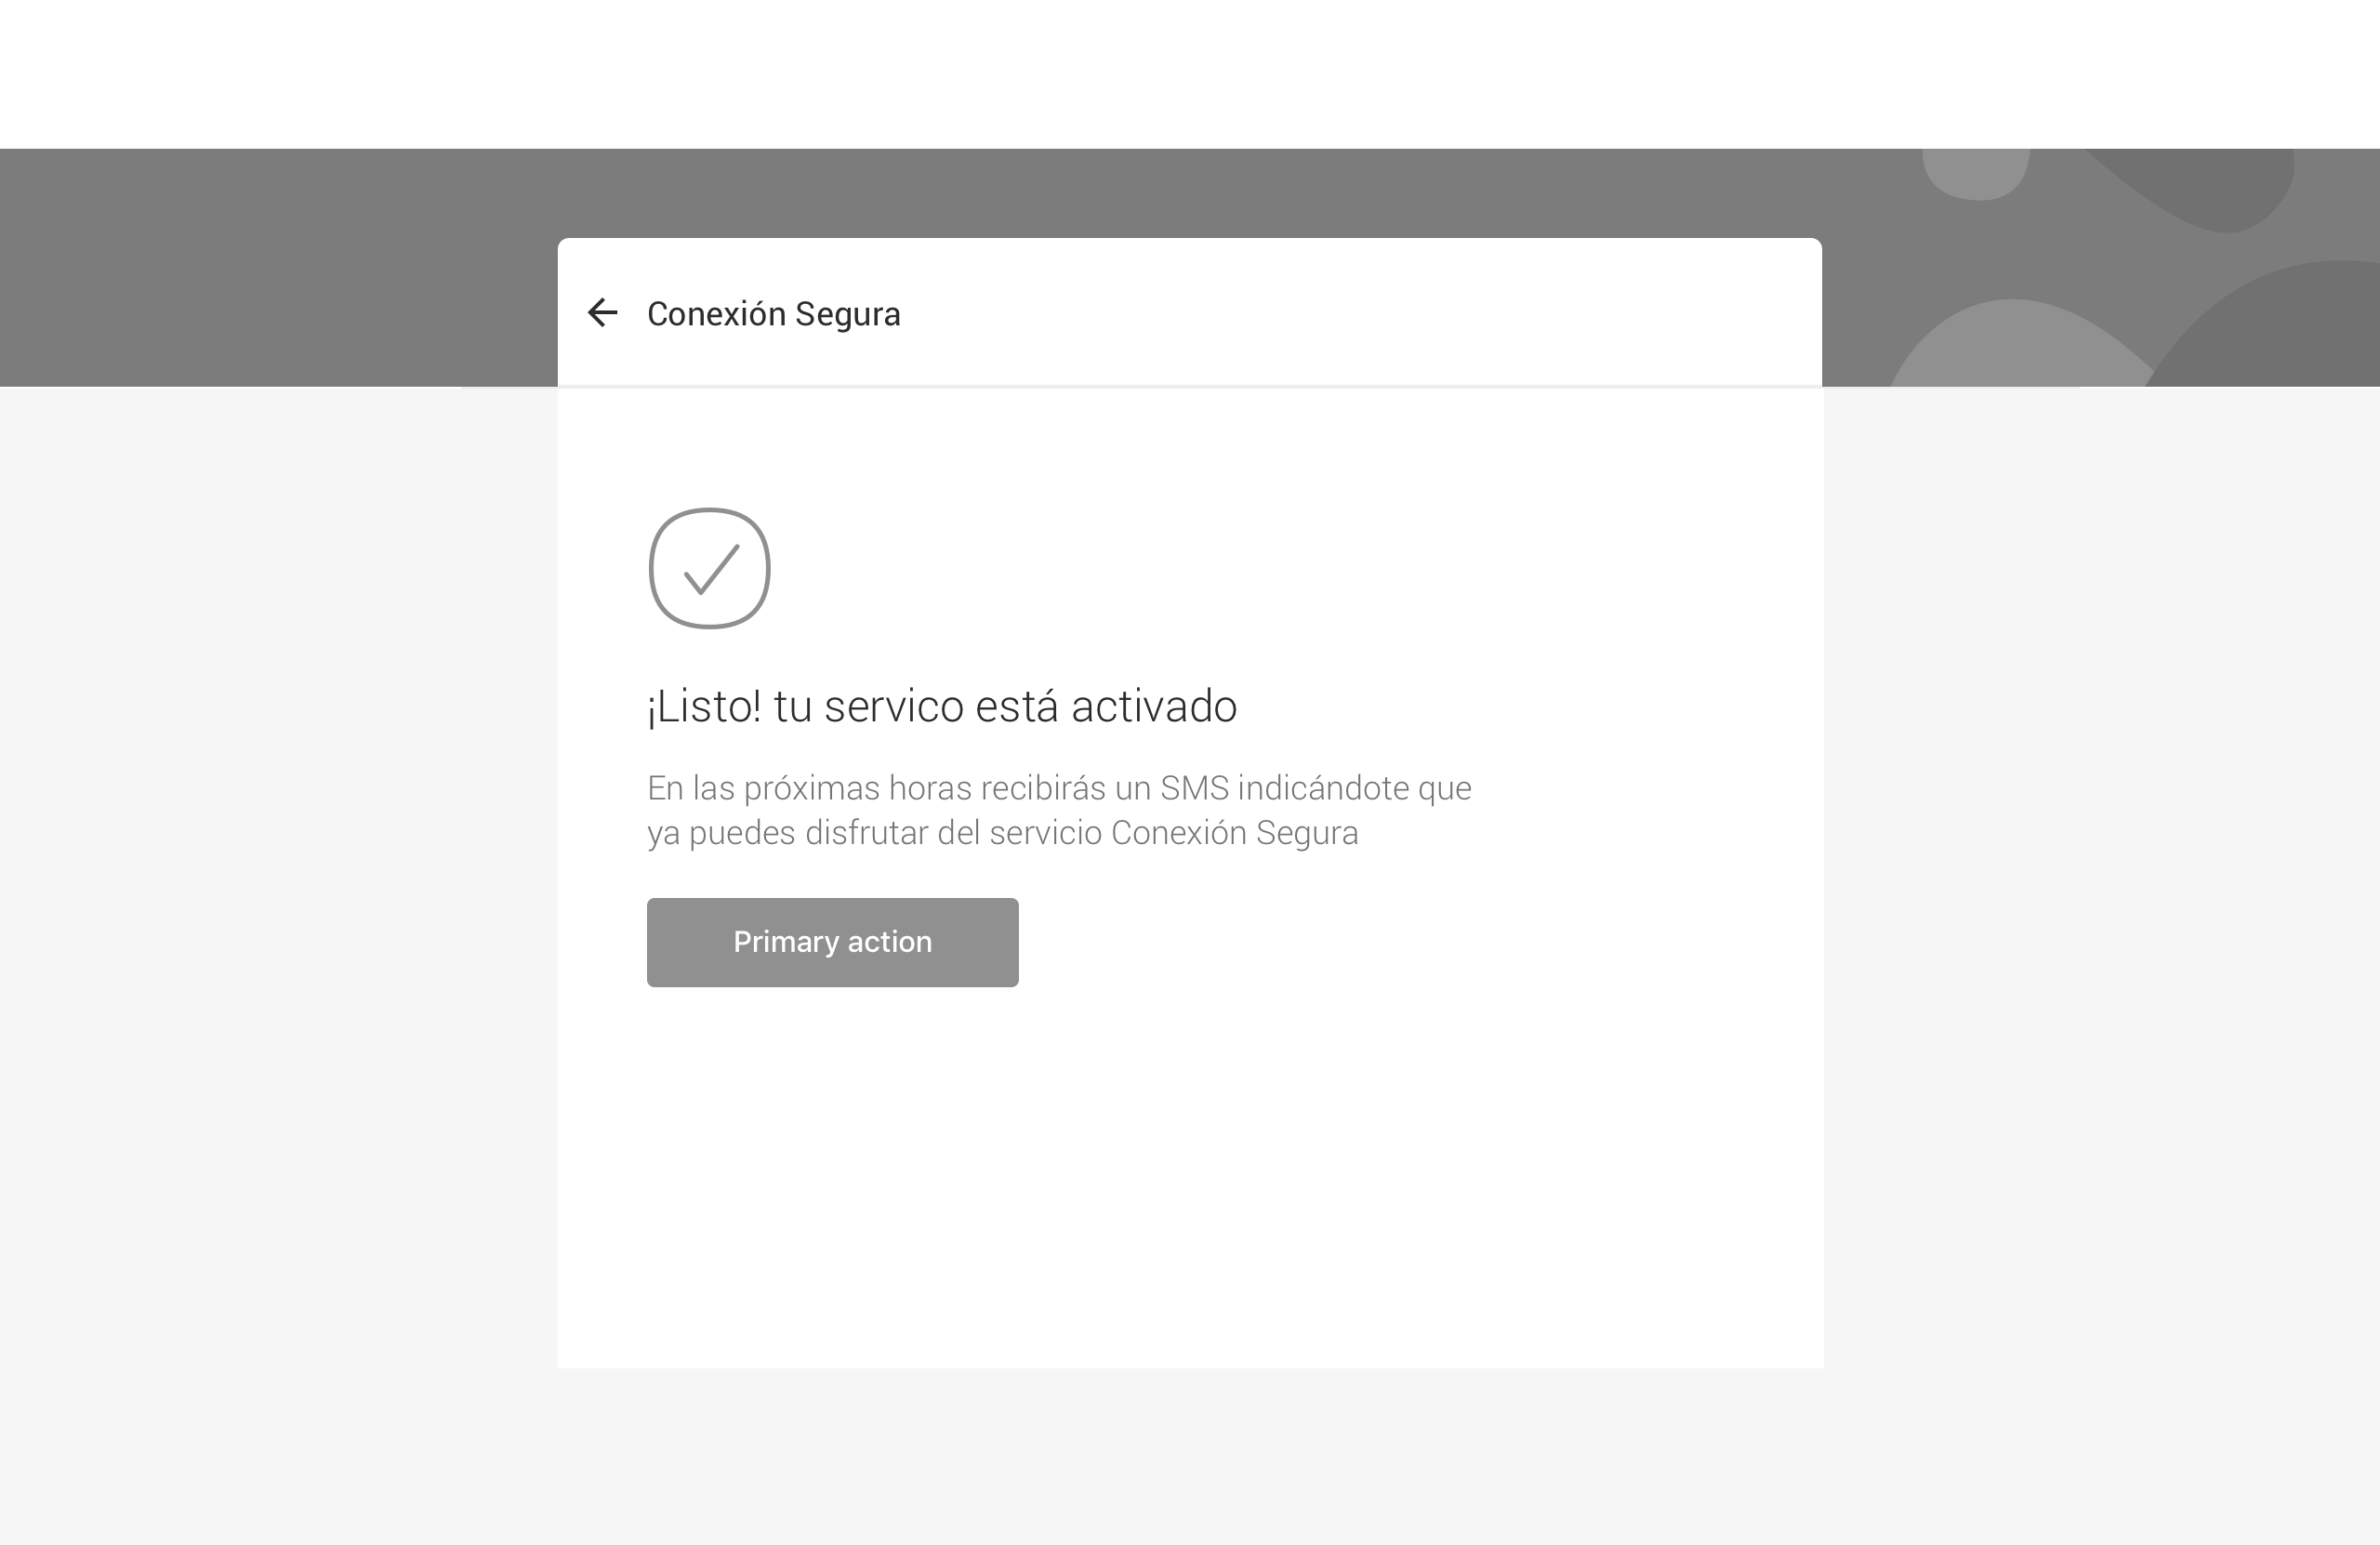 Conexión Segura
¡Listo! tu servico está activado
En las próximas horas recibirás un SMS indicándote que
ya puedes disfrutar del servicio Conexión Segura
Primary action